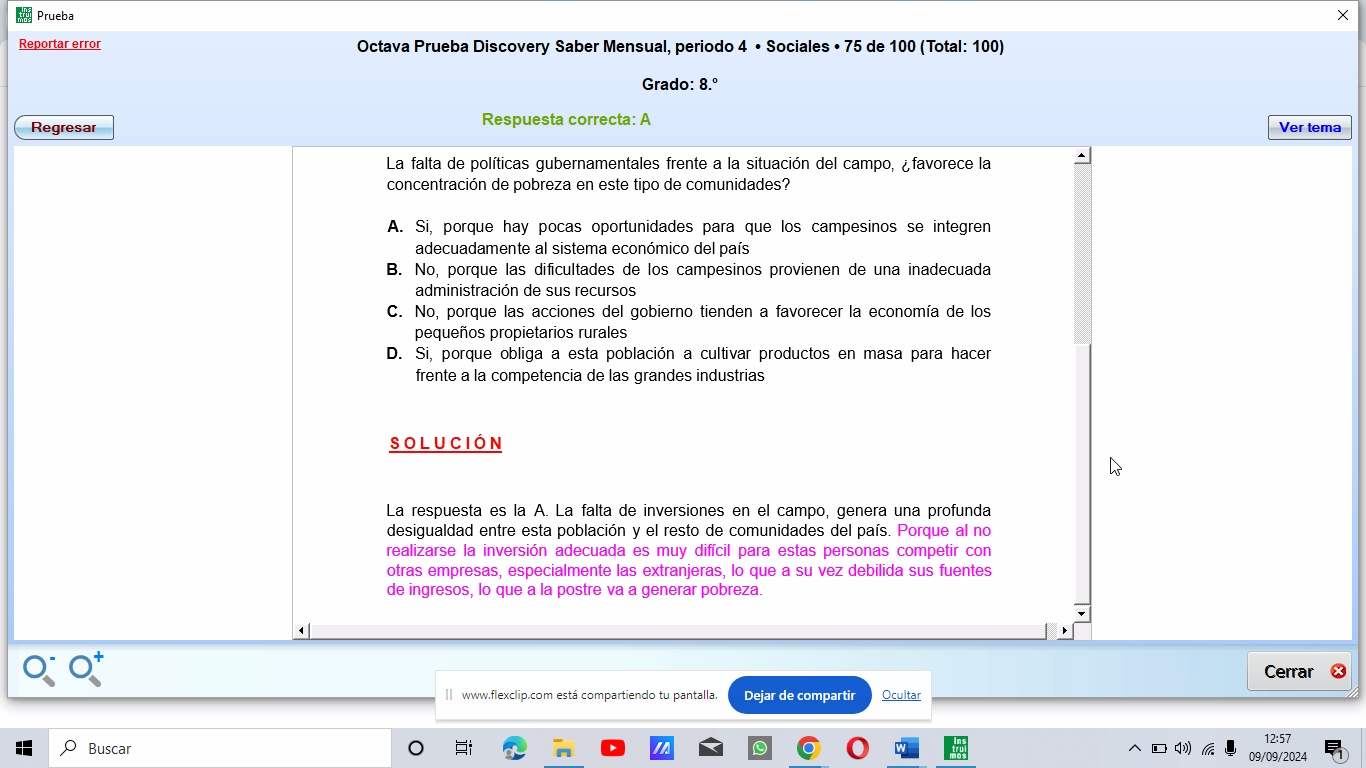 Ins
trui
mos
Prueba
Reportar error
Octava Prueba Discovery Saber Mensual, periodo 4 • Sociales • 75 de 100 (Total: 100)
Grado: 8.°
Respuesta correcta: A
Regresar
Ver tema
La falta de políticas gubernamentales frente a la situación del campo, ¿favorece la
concentración de pobreza en este tipo de comunidades?
A. Si, porque hay pocas oportunidades para que los campesinos se integren
adecuadamente al sistema económico del país
B. No, porque las dificultades de los campesinos provienen de una inadecuada
administración de sus recursos
C. No, porque las acciones del gobierno tienden a favorecer la economía de los
pequeños propietarios rurales
D. Si, porque obliga a esta población a cultivar productos en masa para hacer
frente a la competencia de las grandes industrias
SOLUCIÓN
La respuesta es la A. La falta de inversiones en el campo, genera una profunda
desigualdad entre esta población y el resto de comunidades del país. Porque al no
realizarse la inversión adecuada es muy difícil para estas personas competir con
otras empresas, especialmente las extranjeras, lo que a su vez debilida sus fuentes
de ingresos, lo que a la postre va a generar pobreza.
Cerrar
www.flexclip.com está compartiendo tu pantalla.
Dejar de compartir
Ocultar
Buscar
Ins
trui
mos
12:57
09/09/2024
1